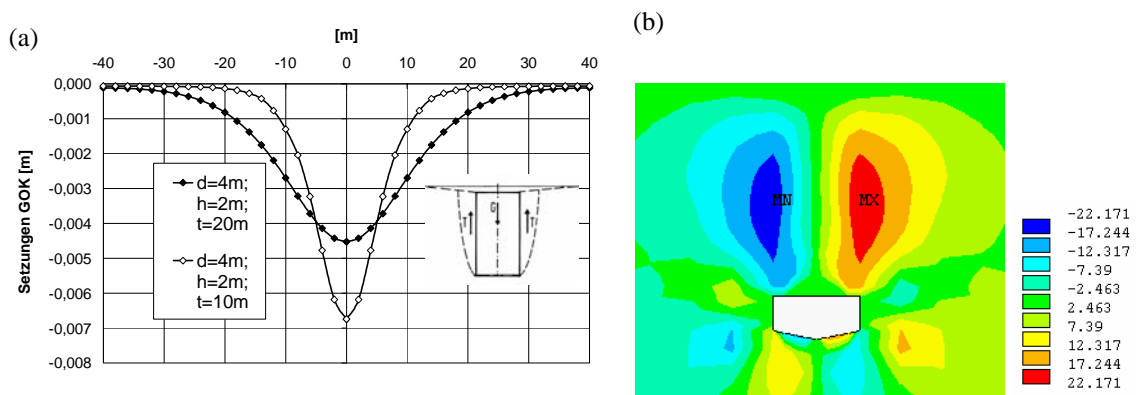 (a)
[m]
-40 -30 -20 -10 0 10 20 30 40
0,000
-0,001
-0,002
-0,003
-0,004
-0,005
-0,006
-0,007
-0,008
Setzungen GOK [m]
d=4m;
h=2m;
t=20m
d=4m;
h=2m;
t=10m
G
T
T
(b)
MN
MX
-22.171
-17.244
-12.317
-7.39
-2.463
2.463
7.39
12.317
17.244
22.171